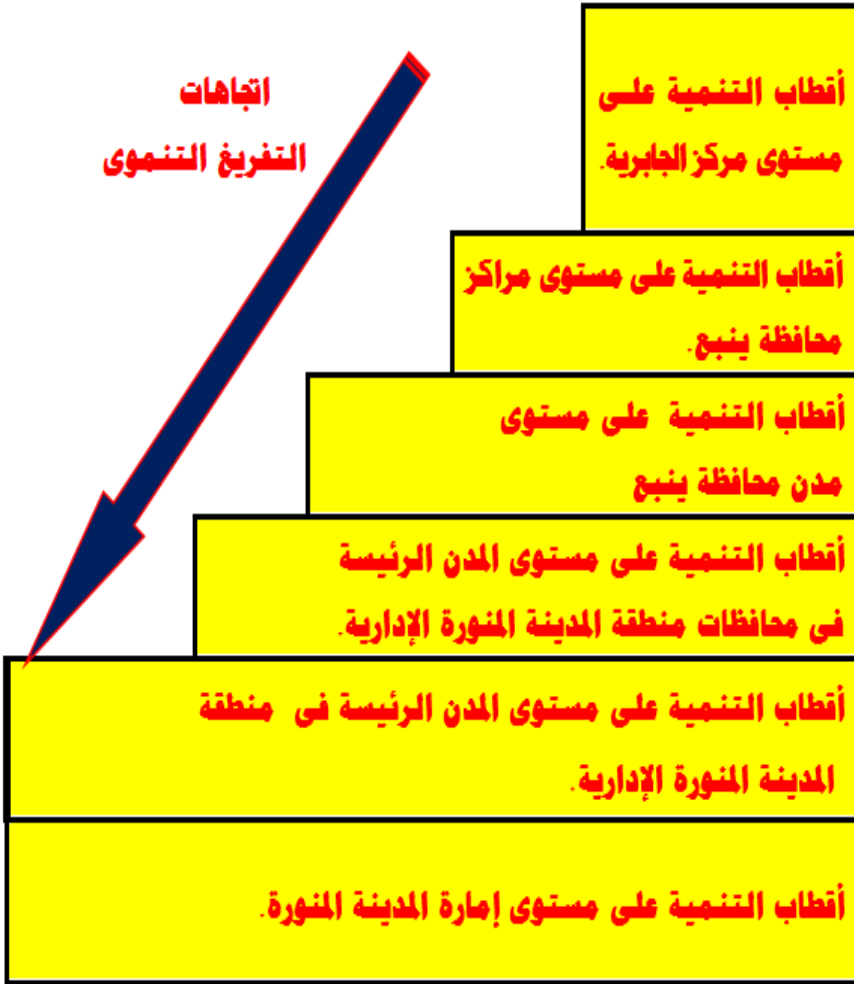 اتجاهات
التفريغ التنموى
أقطاب التنمية على
مستوى مركز الجابرية.
أقطاب التنمية على مستوى مراكز
محافظة ينبع.
أقطاب التنمية على مستوى
مدن محافظة ينبع
أقطاب التنمية على مستوى المدن الرئيسة
فى محافظات منطقة المدينة المنورة الإدارية.
أقطاب التنمية على مستوى المدن الرئيسة فى منطقة
المدينة المنورة الإدارية.
أقطاب التنمية على مستوى إمارة المدينة المنورة.